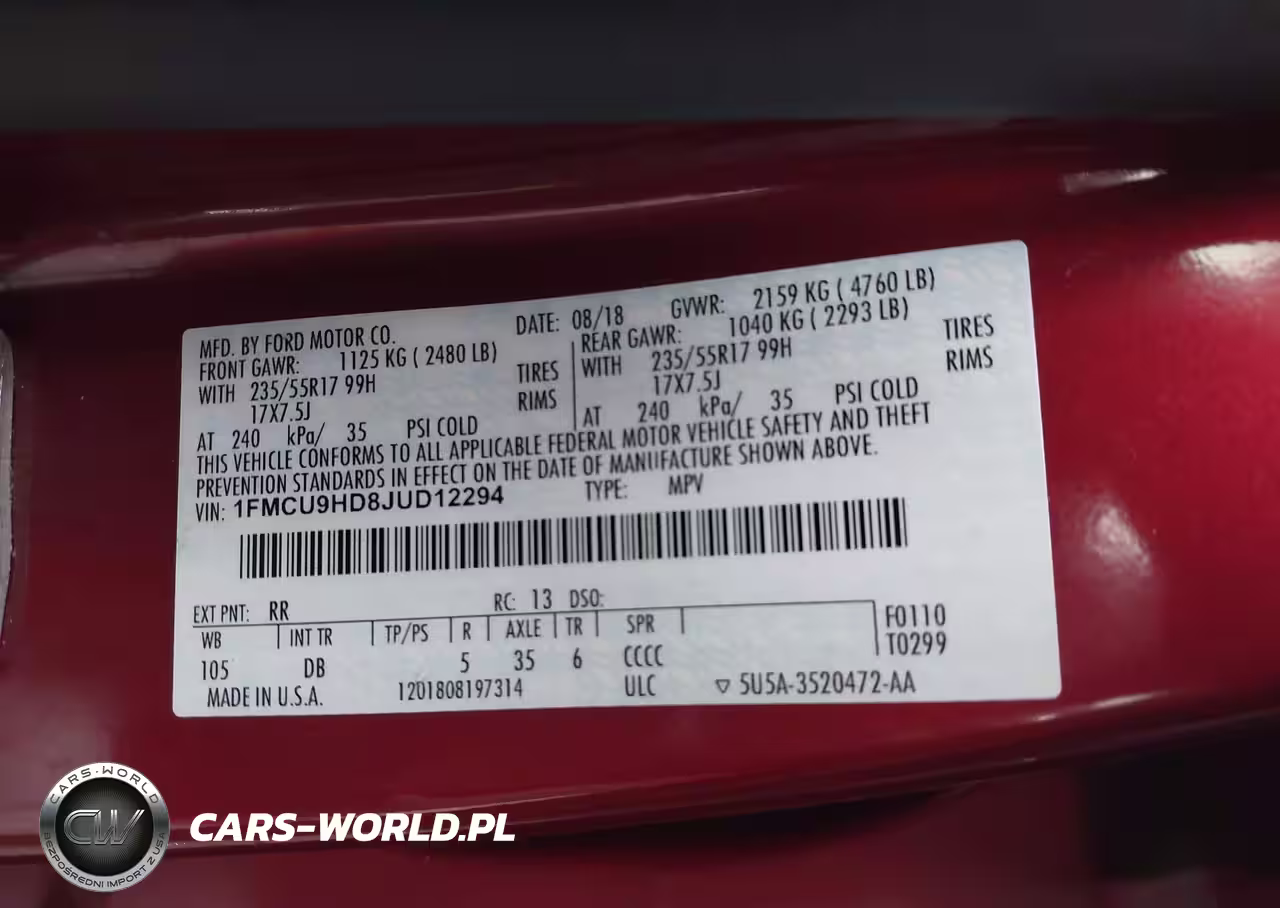 MFD. BY FORD MOTOR CO. DATE: 08/18 GVWR: 2159 KG ( 4760 LB)
FRONT GAWR: 1125 KG ( 2480 LB) REAR GAWR: 1040 KG ( 2293 LB)
WITH 235/55R17 99H TIRES WITH 235/55R17 99H TIRES
17X7.5J RIMS 17X7.5J RIMS
AT 240 kPa/ 35 PSI COLD AT 240 kPa/ 35 PSI COLD
THIS VEHICLE CONFORMS TO ALL APPLICABLE FEDERAL MOTOR VEHICLE SAFETY AND THEFT
PREVENTION STANDARDS IN EFFECT ON THE DATE OF MANUFACTURE SHOWN ABOVE.
VIN: 1FMCU9HD8JUD12294 TYPE: MPV
EXT PNT: RR RC: 13 DSO:
WB INT TR TP/PS R AXLE TR SPR F0110
105 DB 5 35 6 CCCC T0299
MADE IN U.S.A. 1201808197314 ULC ▽ 5U5A-3520472-AA
CARS-WORLD
CW
BEZPOŚREDNI IMPORT Z USA
CARS-WORLD.PL